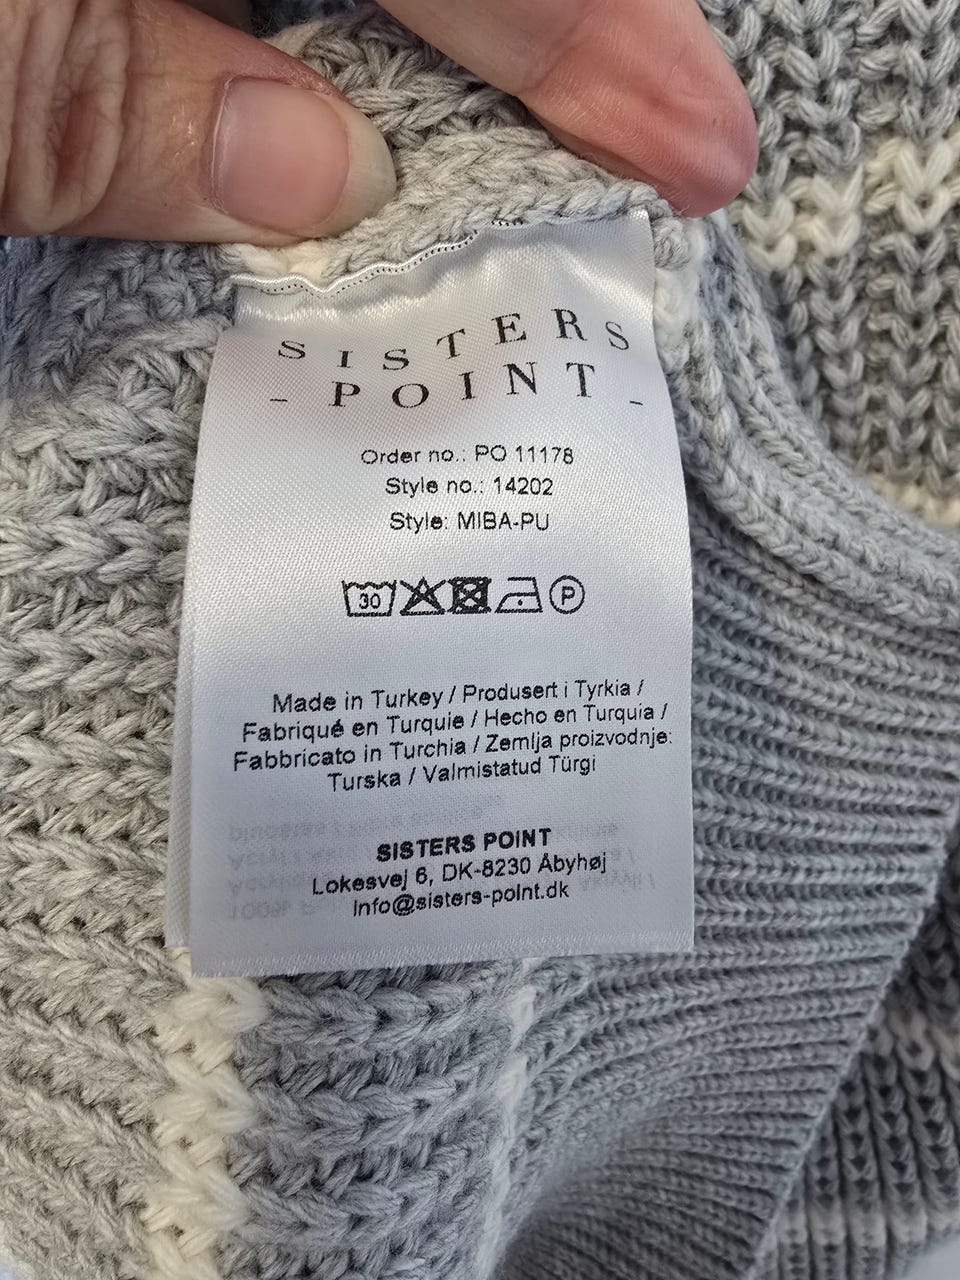 SISTERS
- POINT -
Order no.: PO 11178
Style no.: 14202
Style: MIBA-PU
30 P
Made in Turkey / Produsert i Tyrkia /
Fabriqué en Turquie / Hecho en Turquia /
Fabbricato in Turchia / Zemlja proizvodnje:
Turska / Valmistatud Türgi
SISTERS POINT
Lokesvej 6, DK-8230 Åbyhøj
Info@sisters-point.dk